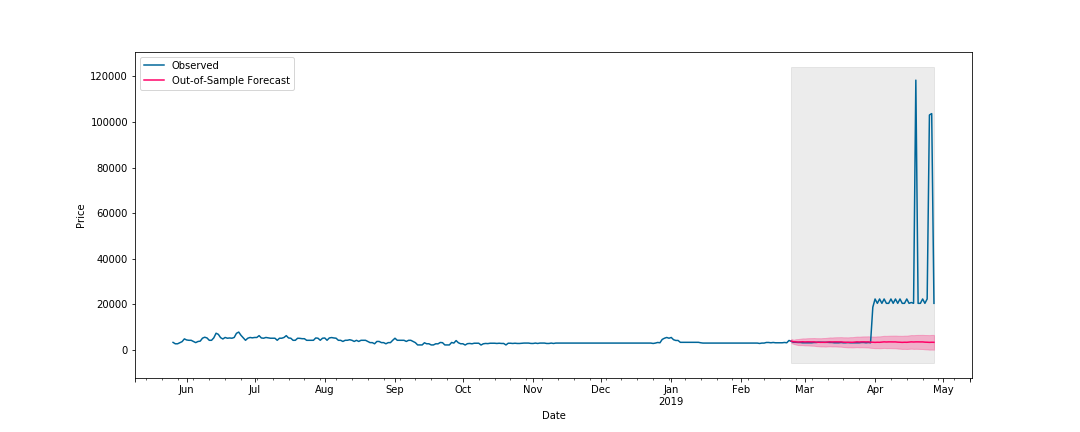 Observed
Out-of-Sample Forecast
120000
100000
80000
60000
40000
20000
0
Price
Jun Jul Aug Sep Oct Nov Dec Jan Feb Mar Apr May
2019
Date